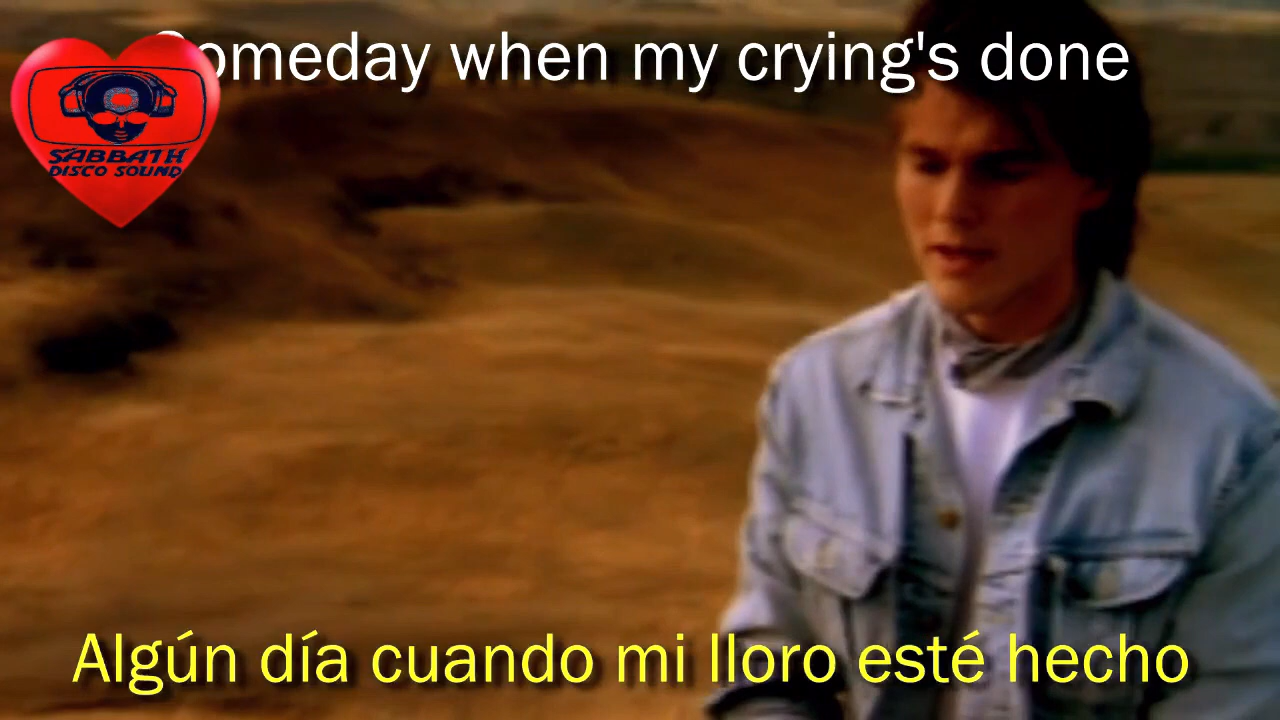 Someday when my crying's done
SABBATH
DISCO SOUND
Algún día cuando mi lloro esté hecho